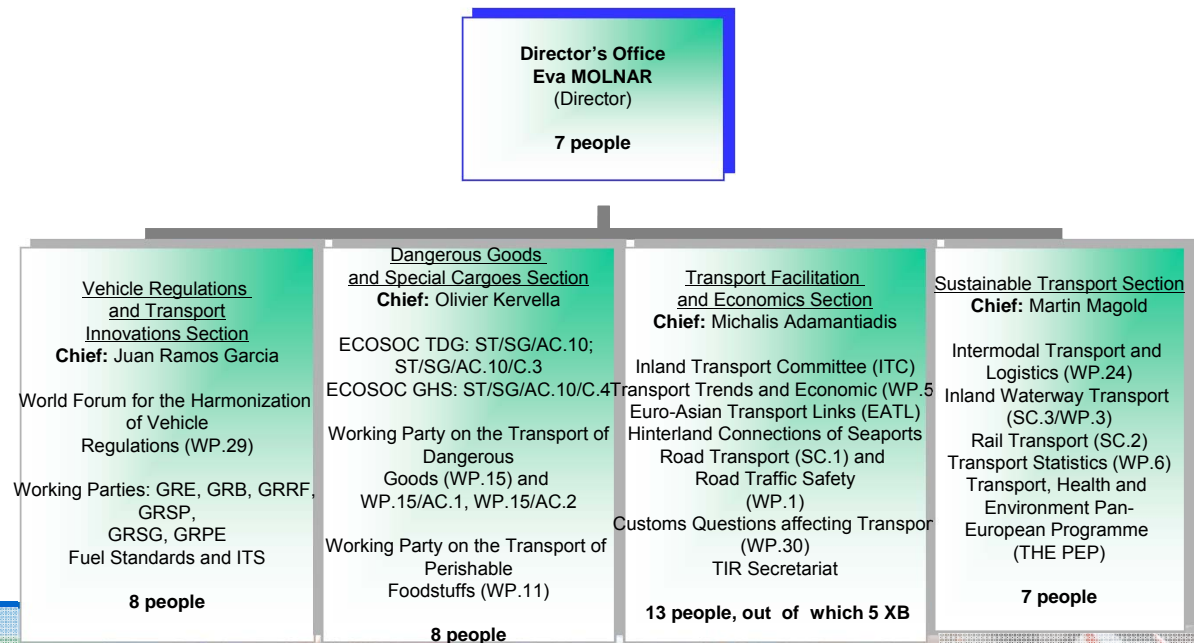 Director's Office
Eva MOLNAR
(Director)
7 people
Vehicle Regulations
and Transport
Innovations Section
Chief: Juan Ramos Garcia
World Forum for the Harmonization
of Vehicle
Regulations (WP.29)
Working Parties: GRE, GRB, GRRF,
GRSP,
GRSG, GRPE
Fuel Standards and ITS
8 people
Dangerous Goods
and Special Cargoes Section
Chief: Olivier Kervella
ECOSOC TDG: ST/SG/AC.10;
ST/SG/AC.10/C.3
ECOSOC GHS: ST/SG/AC.10/C.4
Working Party on the Transport of
Dangerous
Goods (WP.15) and
WP.15/AC.1, WP.15/AC.2
Working Party on the Transport of
Perishable
Foodstuffs (WP.11)
8 people
Transport Facilitation
and Economics Section
Chief: Michalis Adamantiadis
Inland Transport Committee (ITC)
Transport Trends and Economic (WP.5
Euro-Asian Transport Links (EATL)
Hinterland Connections of Seaports
Road Transport (SC.1) and
Road Traffic Safety
(WP.1)
Customs Questions affecting Transpor
(WP.30)
TIR Secretariat
13 people, out of which 5 XB
Sustainable Transport Section
Chief: Martin Magold
Intermodal Transport and
Logistics (WP.24)
Inland Waterway Transport
(SC.3/WP.3)
Rail Transport (SC.2)
Transport Statistics (WP.6)
Transport, Health and
Environment Pan-
European Programme
(THE PEP)
7 people